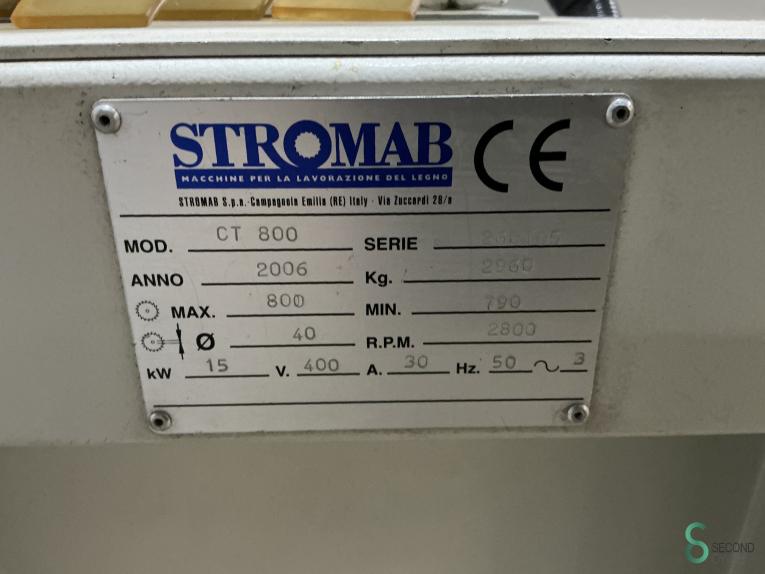 STROMAB CE
MACCHINE PER LA LAVORAZIONE DEL LEGNO
STROMAB S.p.a.-Campagnola Emilia (RE) Italy - Via Zuccardi 28/a
MOD. CT 800 SERIE
ANNO 2006 Kg. 2960
MAX. 800 MIN. 790
Ø 40 R.P.M. 2800
kW 15 V. 400 A. 30 Hz. 50 ~ 3
SECOND